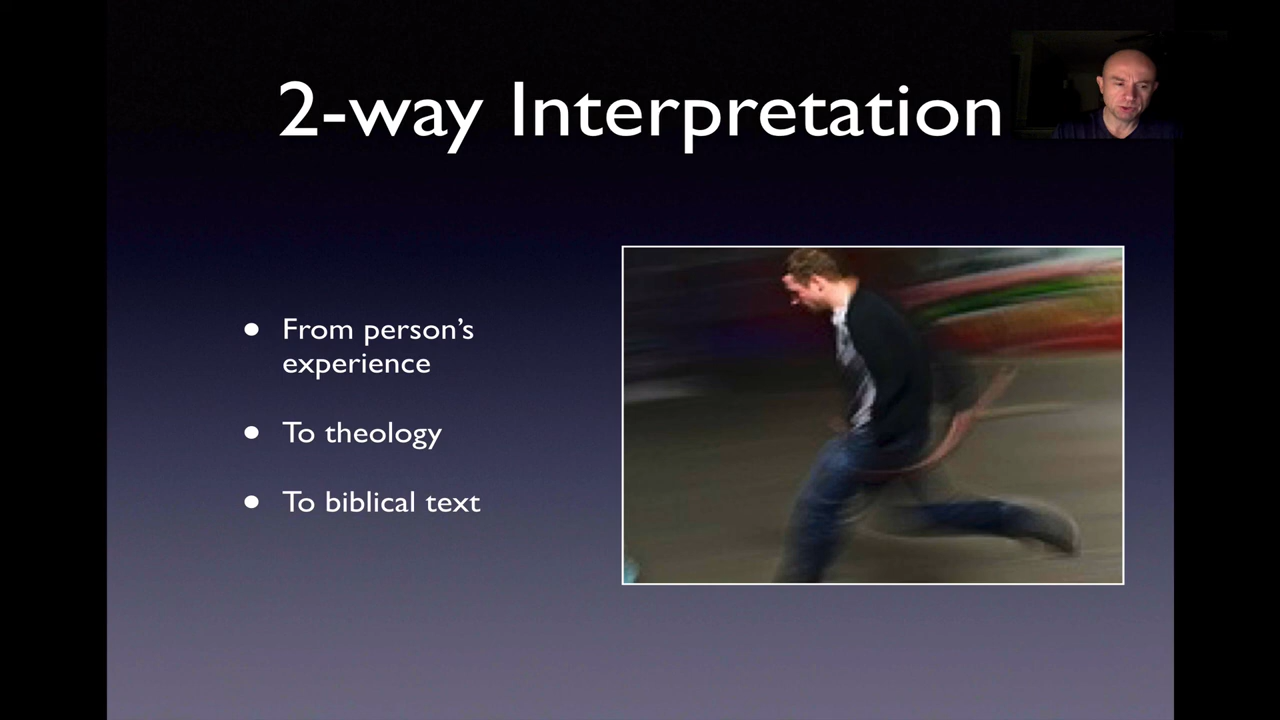 2-way Interpretation
• From person’s
experience
• To theology
• To biblical text